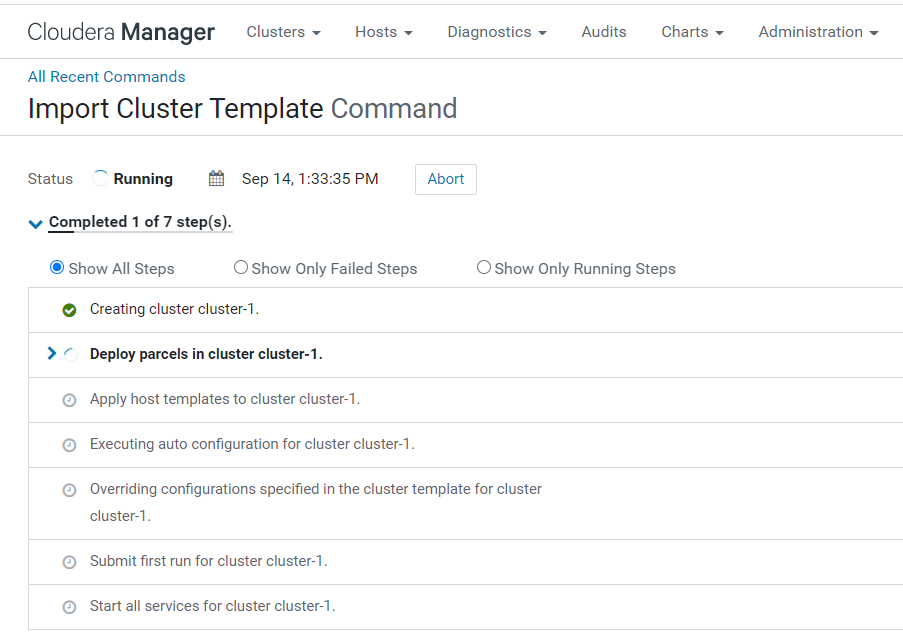 Cloudera Manager Clusters Hosts Diagnostics Audits Charts Administration
All Recent Commands
Import Cluster Template Command
Status Running Sep 14, 1:33:35 PM Abort
Completed 1 of 7 step(s).
Show All Steps Show Only Failed Steps Show Only Running Steps
Creating cluster cluster-1.
Deploy parcels in cluster cluster-1.
Apply host templates to cluster cluster-1.
Executing auto configuration for cluster cluster-1.
Overriding configurations specified in the cluster template for cluster
cluster-1.
Submit first run for cluster cluster-1.
Start all services for cluster cluster-1.